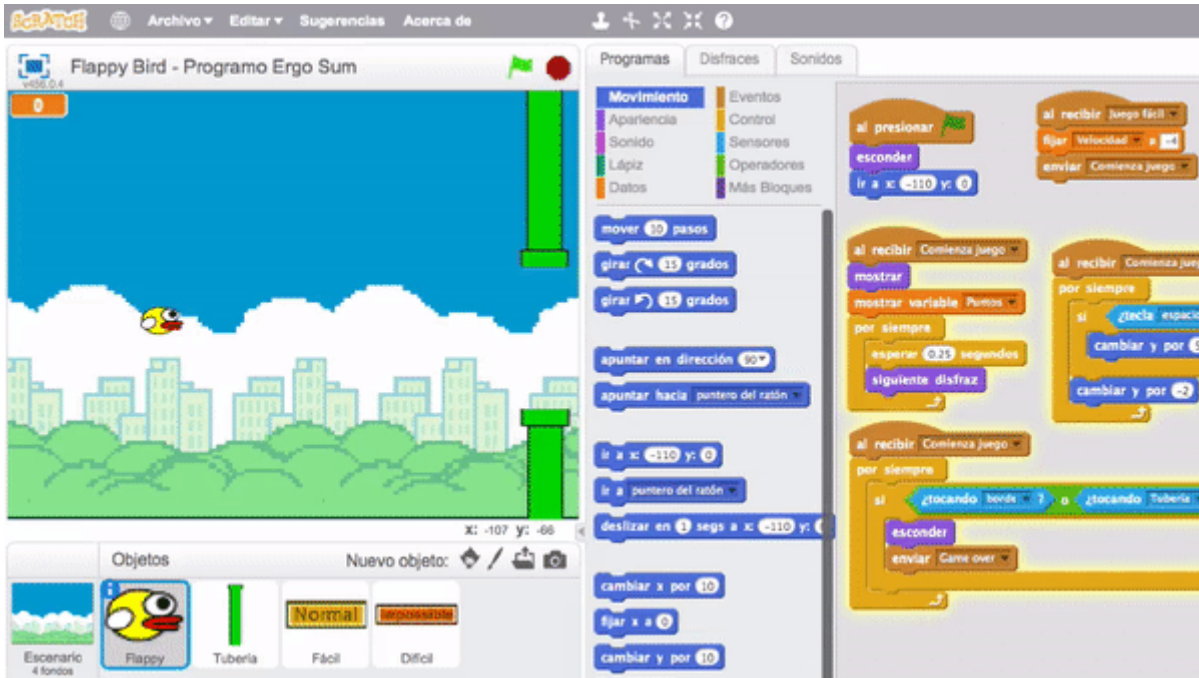 SCRATCH
Archivo Editar Sugerencias Acerca de
Flappy Bird - Programo Ergo Sum
v456.0.4
0
X: -107 y: -66
Objetos Nuevo objeto:
Escenario
4 fondos
Flappy
Tubería
Normal
Fácil
Impossible
Difícil
Programas Disfraces Sonidos
Movimiento Eventos
Apariencia Control
Sonido Sensores
Lápiz Operadores
Datos Más Bloques
mover 10 pasos
girar 15 grados
girar 15 grados
apuntar en dirección 90
apuntar hacia puntero del ratón
ir a x: -110 y: 0
ir a puntero del ratón
deslizar en 1 segs a x: -110 y:
cambiar x por 10
fijar x a 0
cambiar y por 10
al presionar
esconder
ir a x: -110 y: 0
al recibir Juego fácil
fijar Velocidad a -4
enviar Comienza juego
al recibir Comienza juego
mostrar
mostrar variable Puntos
por siempre
esperar 0.25 segundos
siguiente disfraz
al recibir Comienza
por siempre
si ¿tecla espacio
cambiar y por
cambiar y por -2
al recibir Comienza juego
por siempre
si ¿tocando borde ? o ¿tocando Tubería
esconder
enviar Game over